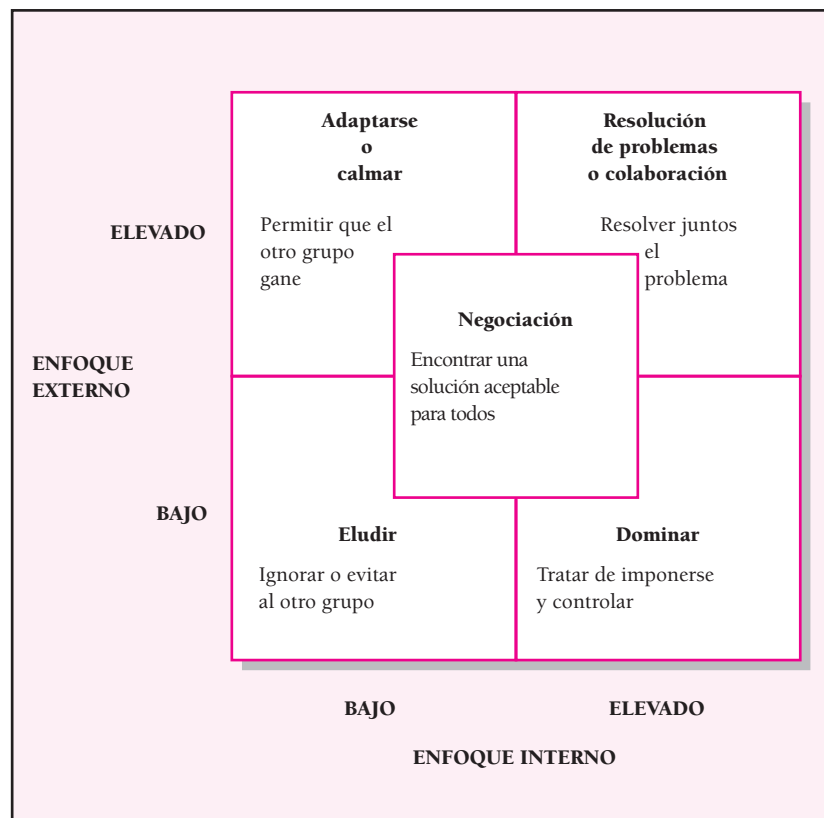 Adaptarse
o
calmar
Permitir que el
otro grupo
gane
Resolución
de problemas
o colaboración
Resolver juntos
el
problema
ELEVADO
Negociación
Encontrar una
solución aceptable
para todos
ENFOQUE
EXTERNO
BAJO
Eludir
Ignorar o evitar
al otro grupo
Dominar
Tratar de imponerse
y controlar
BAJO
ELEVADO
ENFOQUE INTERNO